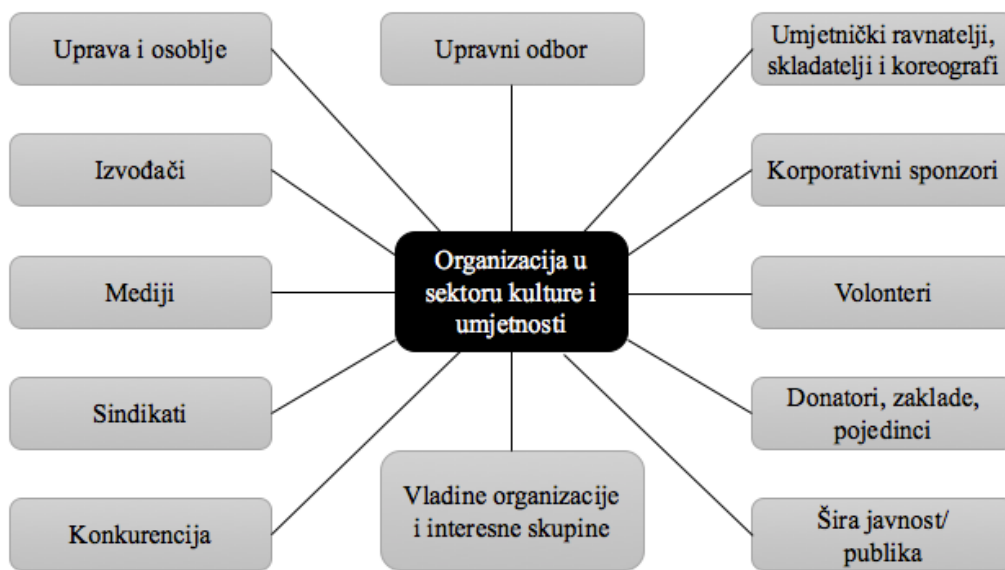 Uprava i osoblje
Upravni odbor
Umjetnički ravnatelji,
skladatelji i koreografi
Izvođači
Korporativni sponzori
Organizacija u
sektoru kulture i
umjetnosti
Mediji
Volonteri
Sindikati
Donatori, zaklade,
pojedinci
Konkurencija
Vladine organizacije
i interesne skupine
Šira javnost/
publika